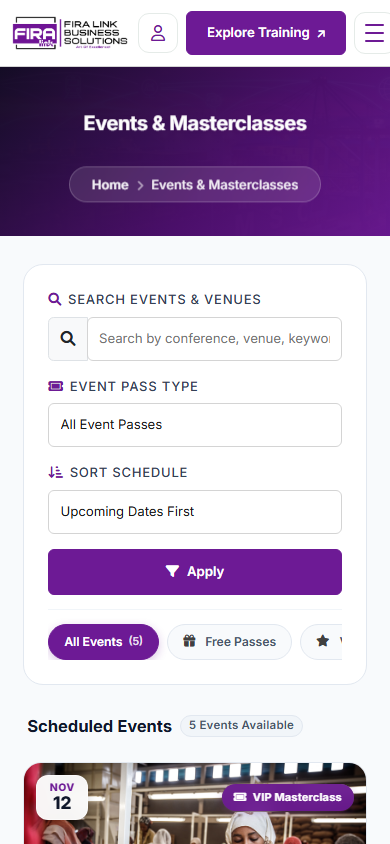 FIRA
link
FIRA LINK
BUSINESS
SOLUTIONS
Explore Training
Events & Masterclasses
Home
Events & Masterclasses
SEARCH EVENTS & VENUES
Search by conference, venue, keywor
EVENT PASS TYPE
All Event Passes
SORT SCHEDULE
Upcoming Dates First
Apply
All Events (5)
Free Passes
Scheduled Events
5 Events Available
NOV
12
VIP Masterclass